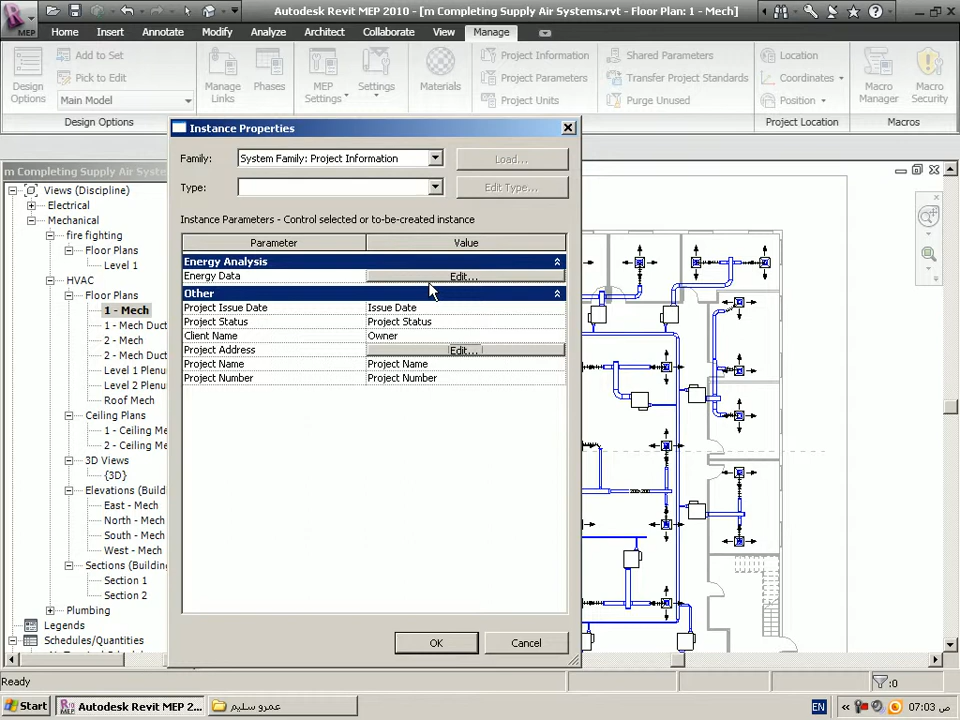 Autodesk Revit MEP 2010 - [m Completing Supply Air Systems.rvt - Floor Plan: 1 - Mech]
MEP
Home
Insert
Annotate
Modify
Analyze
Architect
Collaborate
View
Manage
Design
Options
Add to Set
Pick to Edit
Main Model
Design Options
Manage
Links
Phases
MEP
Settings
Settings
Materials
Project Information
Project Parameters
Project Units
Shared Parameters
Transfer Project Standards
Purge Unused
Location
Coordinates
Position
Project Location
Macro
Manager
Macro
Security
Macros
m Completing Supply Air Syst
Views (Discipline)
Electrical
Mechanical
fire fighting
Floor Plans
Level 1
HVAC
Floor Plans
1 - Mech
1 - Mech Duct
2 - Mech
Level 1 Plenu
Level 2 Plenu
Roof Mech
Ceiling Plans
1 - Ceiling Me
2 - Ceiling Me
3D Views
{3D}
Elevations (Build
East - Mech
North - Mech
South - Mech
West - Mech
Sections (Building
Section 1
Section 2
Plumbing
Legends
Schedules/Quantities
Instance Properties
Family:
System Family: Project Information
Load...
Type:
Edit Type...
Instance Parameters - Control selected or to-be-created instance
Parameter
Value
Energy Analysis
Energy Data
Edit...
Other
Project Issue Date
Issue Date
Project Status
Project Status
Client Name
Owner
Project Address
Edit...
Project Name
Project Name
Project Number
Project Number
OK
Cancel
Ready
:0
Start
Autodesk Revit MEP 2...
عمرو سليم
EN
07:03 ص